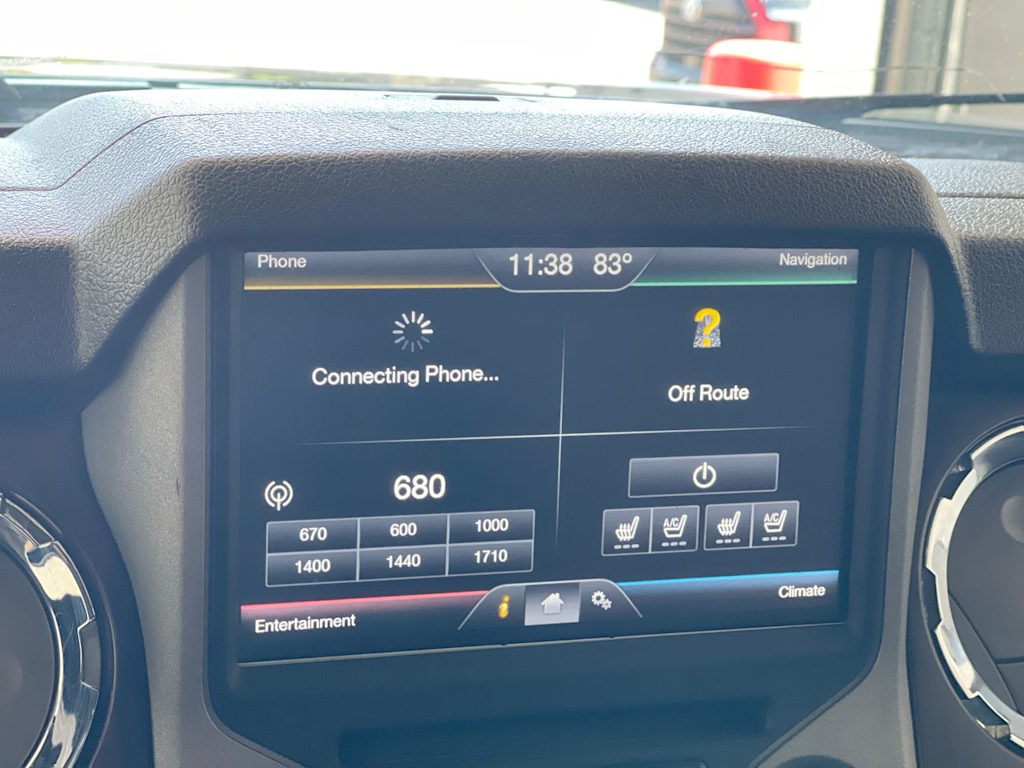 Phone
11:38 83°
Navigation
Connecting Phone...
?
Off Route
680
670 600 1000
1400 1440 1710
A/C A/C
i
Entertainment
Climate